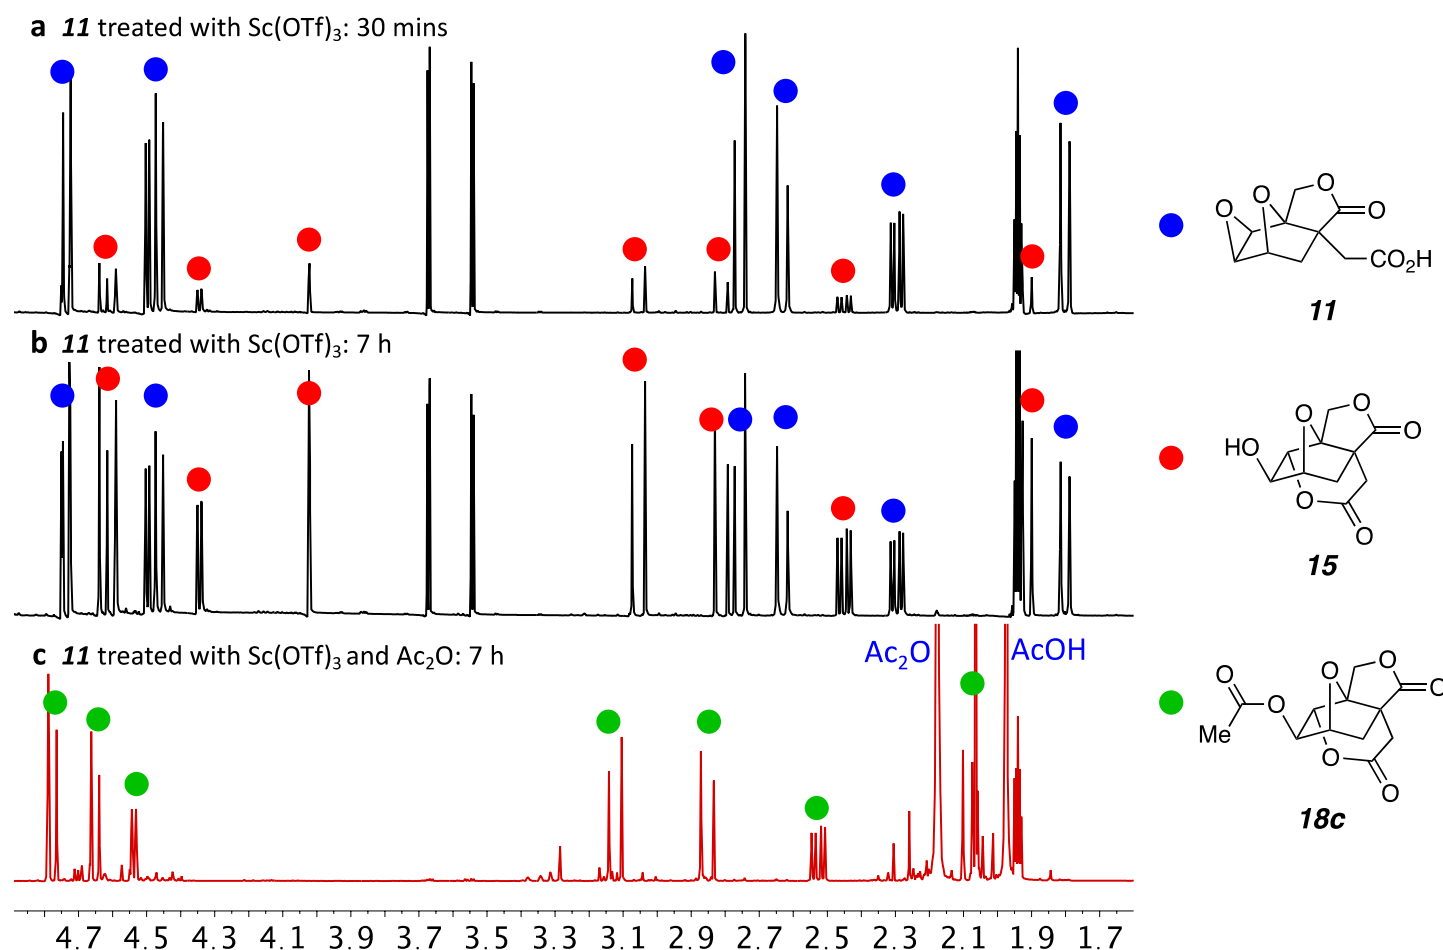 a 11 treated with Sc(OTf)3: 30 mins
O
O
O
O
CO2H
11
b 11 treated with Sc(OTf)3: 7 h
O
O
O
HO
O
O
15
c 11 treated with Sc(OTf)3 and Ac2O: 7 h
Ac2O
AcOH
O
O
O
O
O
Me
O
O
18c
4.7 4.5 4.3 4.1 3.9 3.7 3.5 3.3 3.1 2.9 2.7 2.5 2.3 2.1 1.9 1.7